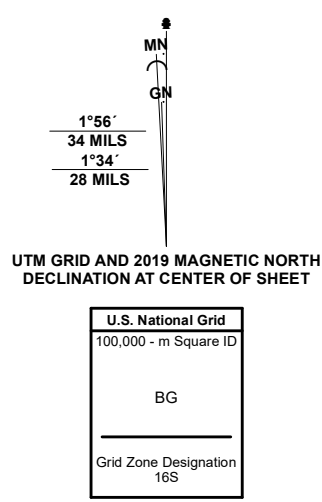 MN
GN
1°56´
34 MILS
1°34´
28 MILS
UTM GRID AND 2019 MAGNETIC NORTH
DECLINATION AT CENTER OF SHEET
U.S. National Grid
100,000 - m Square ID
BG
Grid Zone Designation
16S